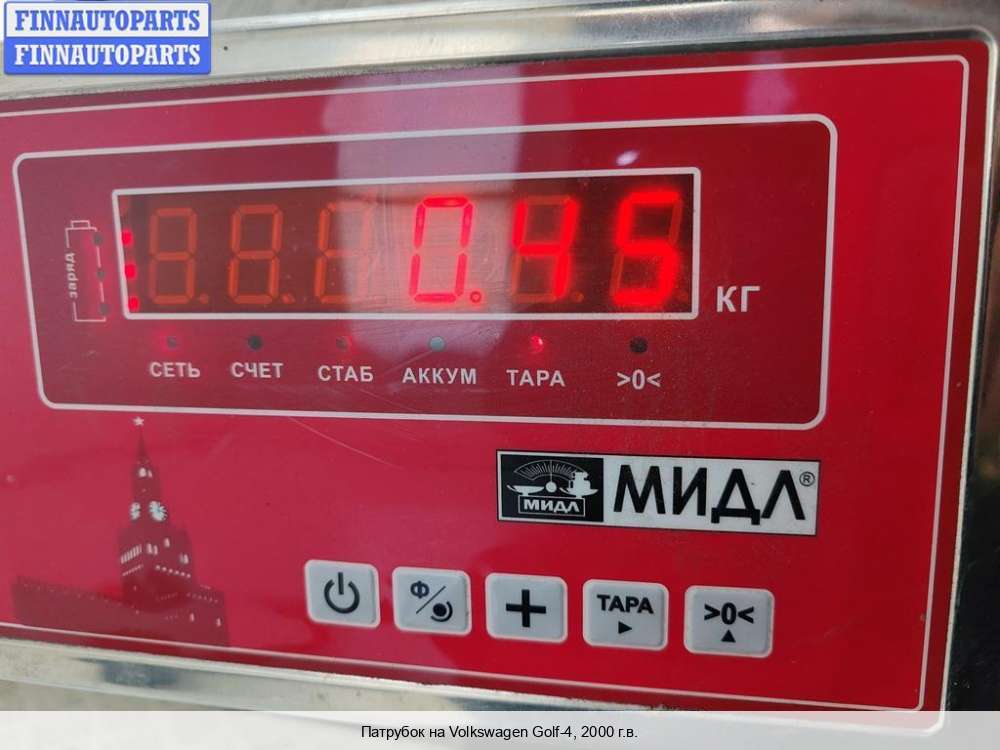 FINNAUTOPARTS
FINNAUTOPARTS
заряд
0.45
КГ
СЕТЬ СЧЕТ СТАБ АККУМ ТАРА >0<
МИДЛ МИДЛ®
Ф ТАРА >0<
Патрубок на Volkswagen Golf-4, 2000 г.в.